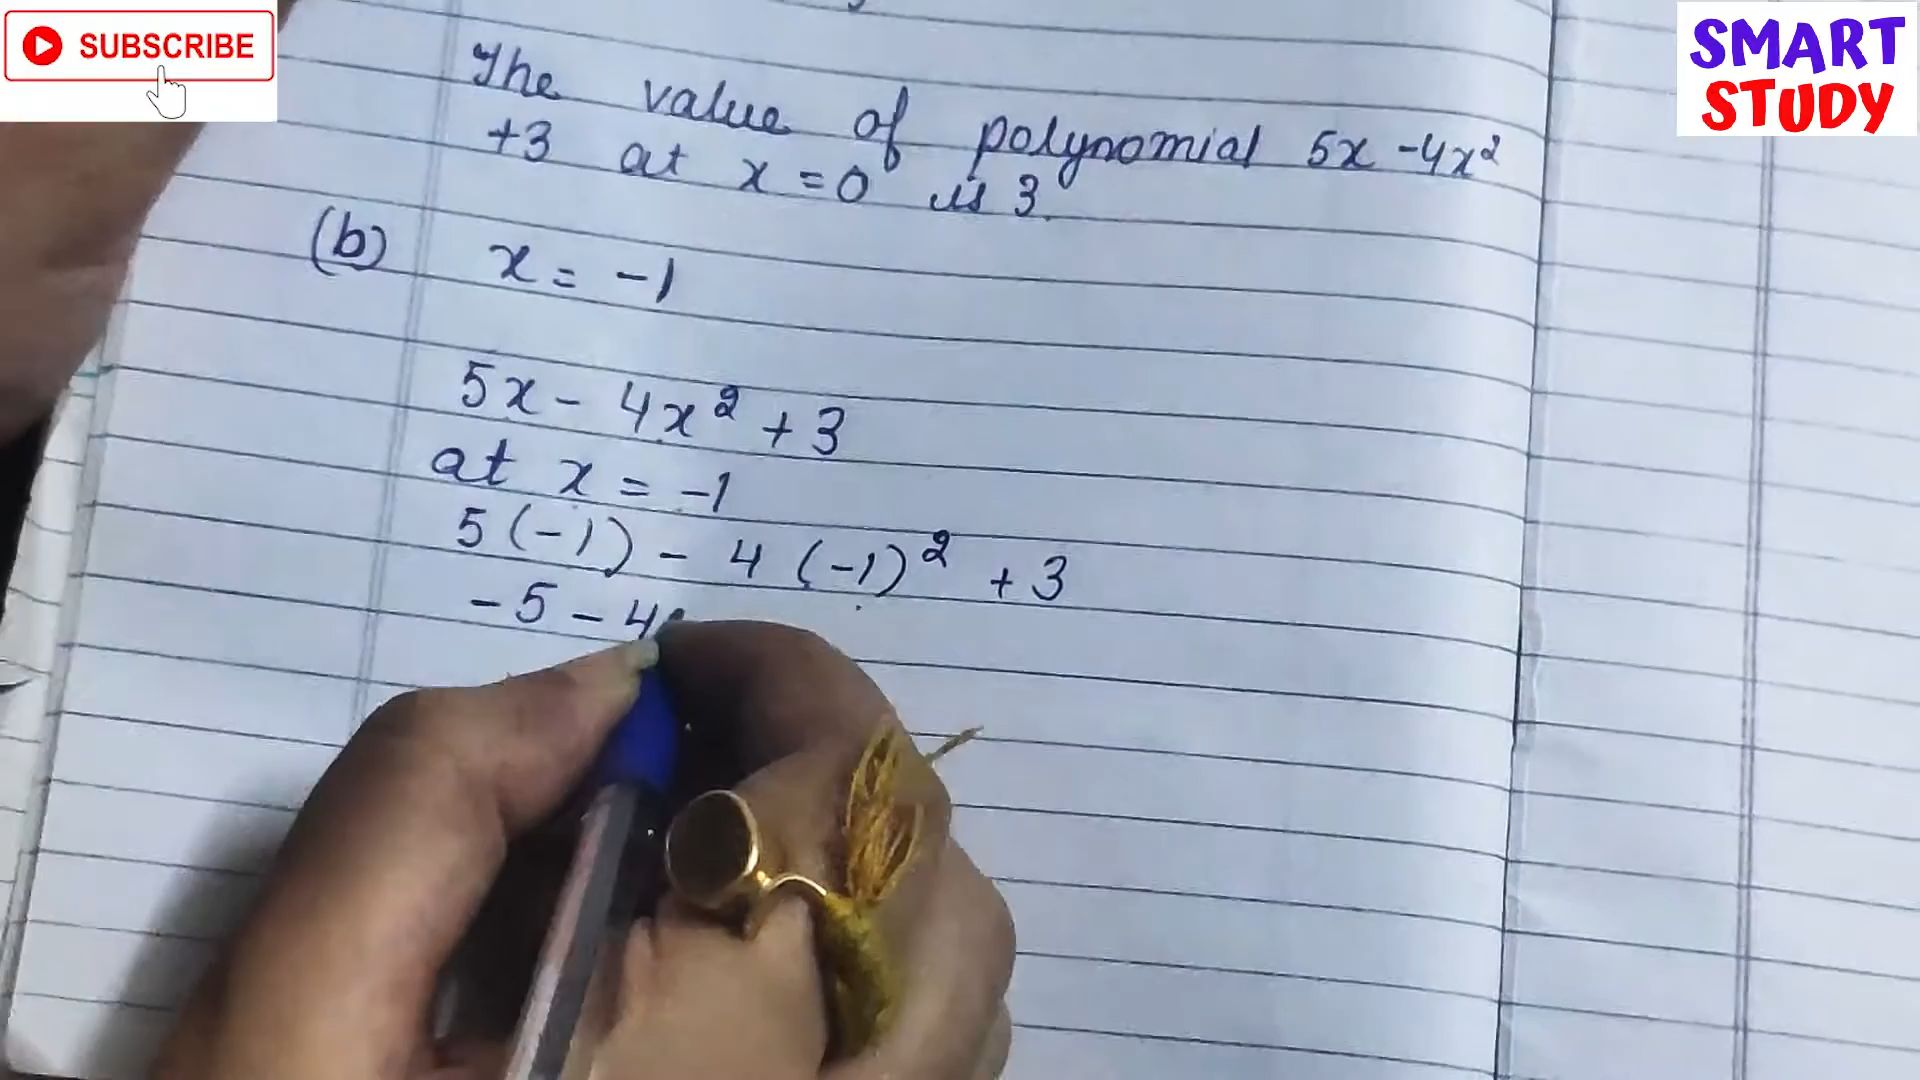 SUBSCRIBE
SMART
STUDY
The value of polynomial 5x -4x²
+3 at x = 0 is 3.
(b) x = -1
5x - 4x² + 3
at x = -1
5(-1) - 4(-1)² + 3
-5 - 4